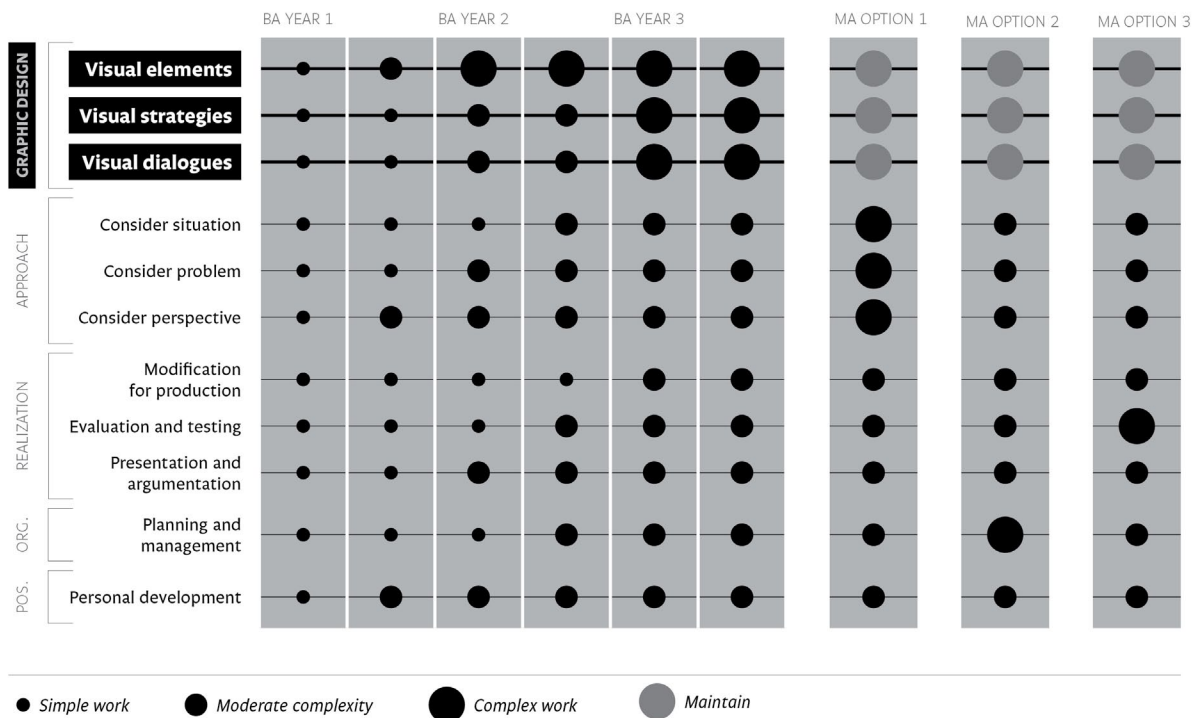 BA YEAR 1
BA YEAR 2
BA YEAR 3
MA OPTION 1
MA OPTION 2
MA OPTION 3
GRAPHIC DESIGN
Visual elements
Visual strategies
Visual dialogues
APPROACH
Consider situation
Consider problem
Consider perspective
REALIZATION
Modification
for production
Evaluation and testing
Presentation and
argumentation
ORG.
Planning and
management
POS.
Personal development
Simple work
Moderate complexity
Complex work
Maintain